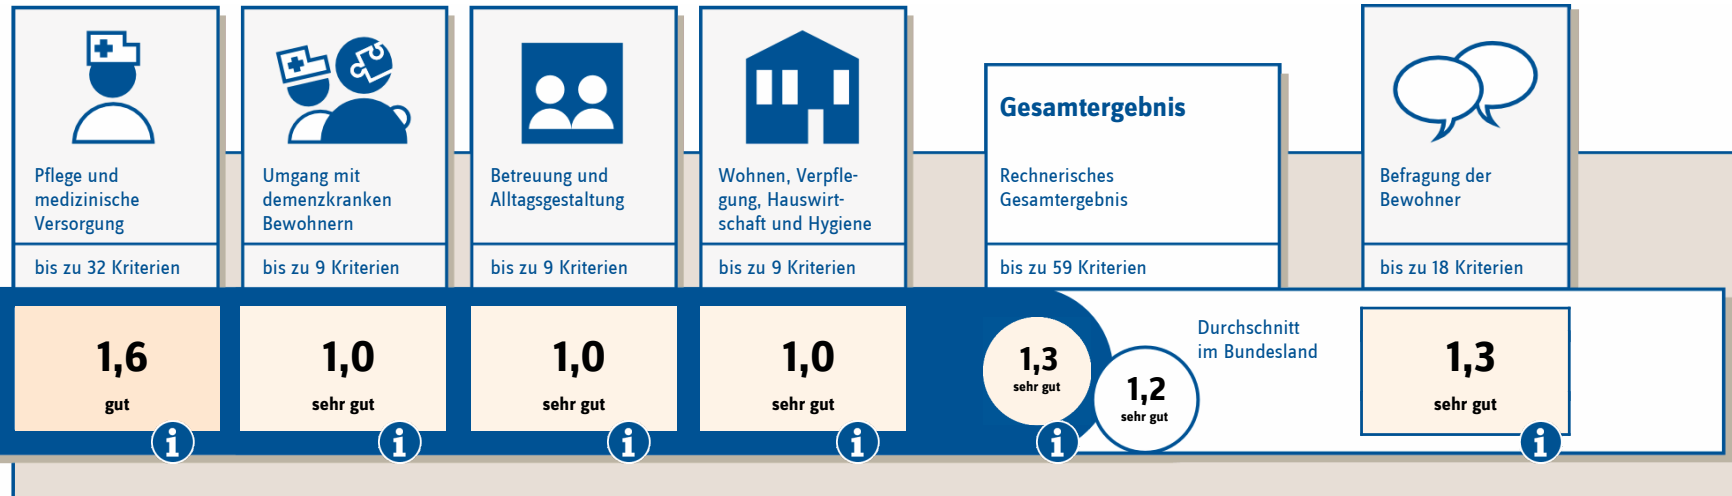 Pflege und
medizinische
Versorgung
bis zu 32 Kriterien
1,6
gut
i
Umgang mit
demenzkranken
Bewohnern
bis zu 9 Kriterien
1,0
sehr gut
i
Betreuung und
Alltagsgestaltung
bis zu 9 Kriterien
1,0
sehr gut
i
Wohnen, Verpfle-
gung, Hauswirt-
schaft und Hygiene
bis zu 9 Kriterien
1,0
sehr gut
i
Gesamtergebnis
Rechnerisches
Gesamtergebnis
bis zu 59 Kriterien
1,3
sehr gut
i
1,2
sehr gut
Durchschnitt
im Bundesland
Befragung der
Bewohner
bis zu 18 Kriterien
1,3
sehr gut
i